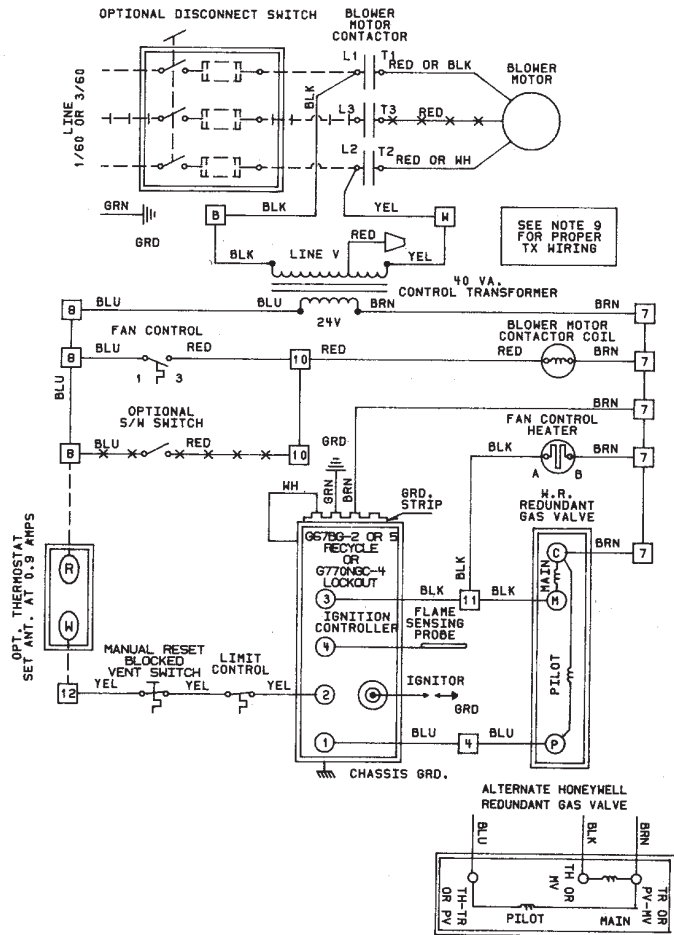 OPTIONAL DISCONNECT SWITCH
BLOWER
MOTOR
CONTACTOR
L1
T1
RED OR BLK
BLOWER
MOTOR
BLK
LINE
1/60 OR 3/60
L3
T3
RED
L2
T2
RED OR WH
GRN
GRD
B
BLK
YEL
W
RED
BLK
LINE V
YEL
SEE NOTE 9
FOR PROPER
TX WIRING
40 VA.
CONTROL TRANSFORMER
8
BLU
BLU
BRN
BRN
7
24V
FAN CONTROL
BLOWER MOTOR
CONTACTOR COIL
8
BLU
RED
10
RED
RED
BRN
7
1
3
BLU
OPTIONAL
S/W SWITCH
7
FAN CONTROL
HEATER
8
BLU
RED
10
GRD
BLK
BRN
7
A
B
WH
GRN
BRN
GRD.
STRIP
W.R.
REDUNDANT
GAS VALVE
G67BG-2 OR 5
RECYCLE
OR
G770NGC-4
LOCKOUT
C
BRN
7
OPT. THERMOSTAT
SET ANT. AT 0.9 AMPS
R
W
BLK
MAIN
3
BLK
11
BLK
M
IGNITION
CONTROLLER
FLAME
SENSING
PROBE
4
MANUAL RESET
BLOCKED
VENT SWITCH
LIMIT
CONTROL
PILOT
12
YEL
YEL
YEL
2
IGNITOR
GRD
1
BLU
4
BLU
P
CHASSIS GRD.
ALTERNATE HONEYWELL
REDUNDANT GAS VALVE
BLU
BLK
BRN
TH-TR
OR PV
TH OR
MV
TR OR
PV-MV
PILOT
MAIN